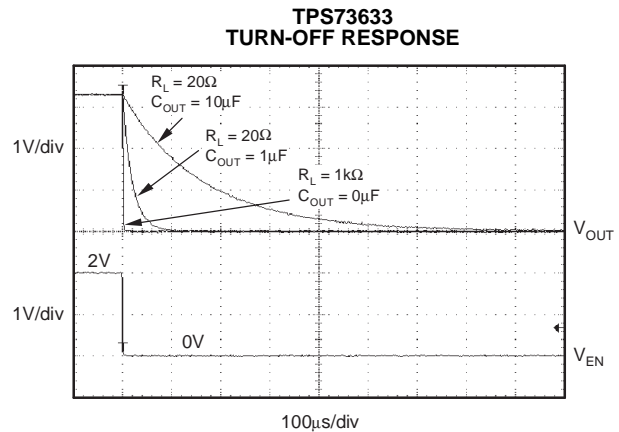 TPS73633
TURN-OFF RESPONSE
R_L = 20Ω
C_OUT = 10μF
1V/div
R_L = 20Ω
C_OUT = 1μF
R_L = 1kΩ
C_OUT = 0μF
V_OUT
2V
1V/div
0V
V_EN
100μs/div